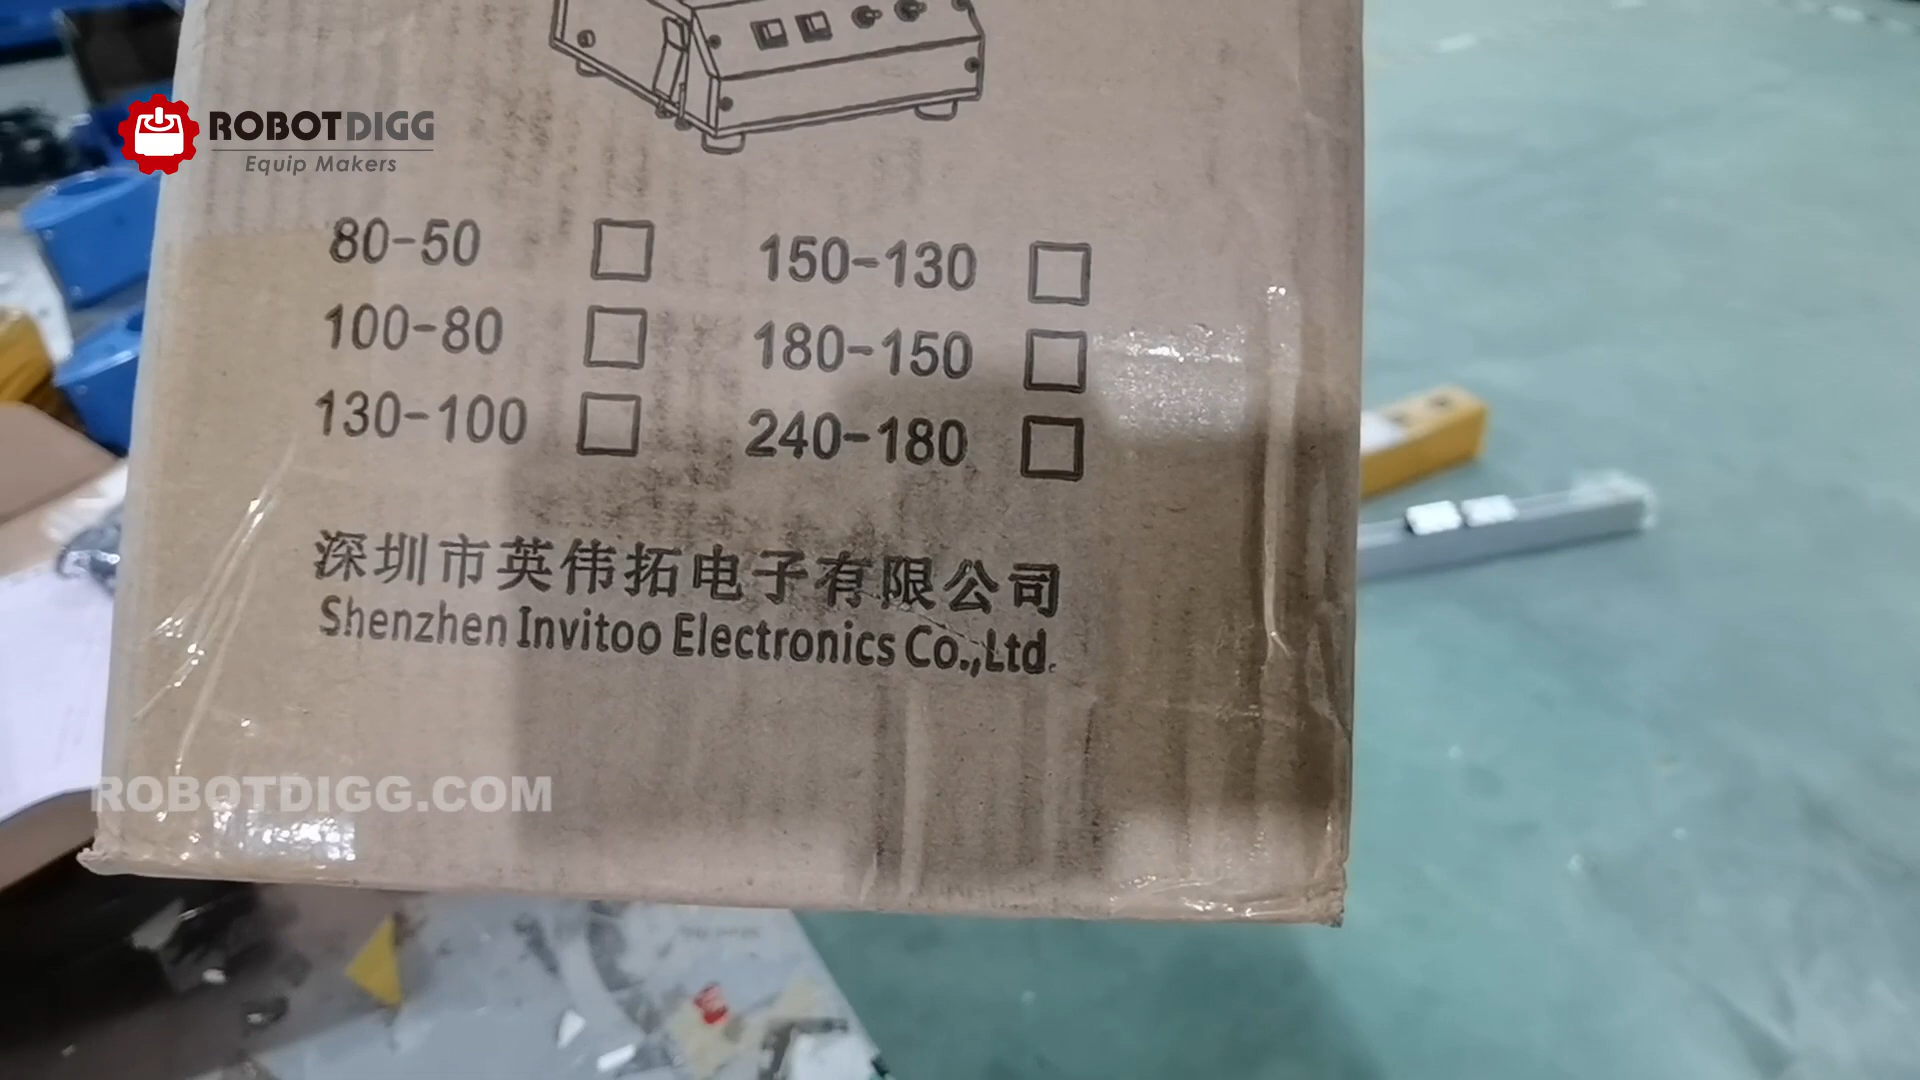 ROBOTDIGG
Equip Makers
80-50
150-130
100-80
180-150
130-100
240-180
深圳市英伟拓电子有限公司
Shenzhen Invitoo Electronics Co.,Ltd.
ROBOTDIGG.COM